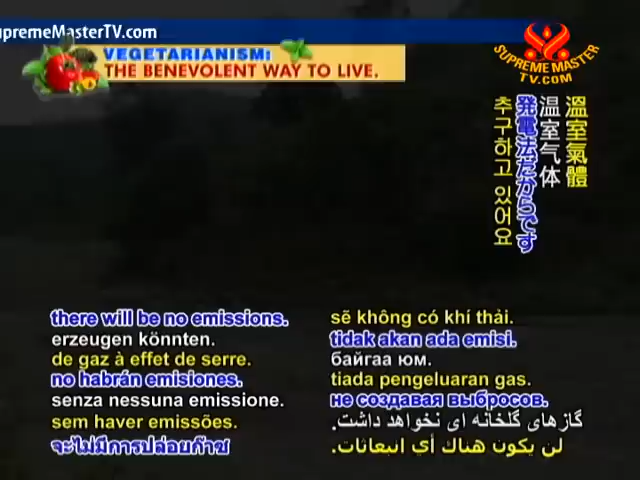 upremeMasterTV.com
VEGETARIANISM:
THE BENEVOLENT WAY TO LIVE.
SUPREME MASTER
TV.COM
溫室氣體
温室气体
発電法だからです
추구하고 있어요
there will be no emissions.
erzeugen könnten.
de gaz à effet de serre.
no habrán emisiones.
senza nessuna emissione.
sem haver emissões.
จะไม่มีการปล่อยก๊าซ
sẽ không có khí thải.
tidak akan ada emisi.
байгаа юм.
tiada pengeluaran gas.
не создавая выбросов.
گازهای گلخانه ای نخواهد داشت.
لن يكون هناك أي انبعاثات.